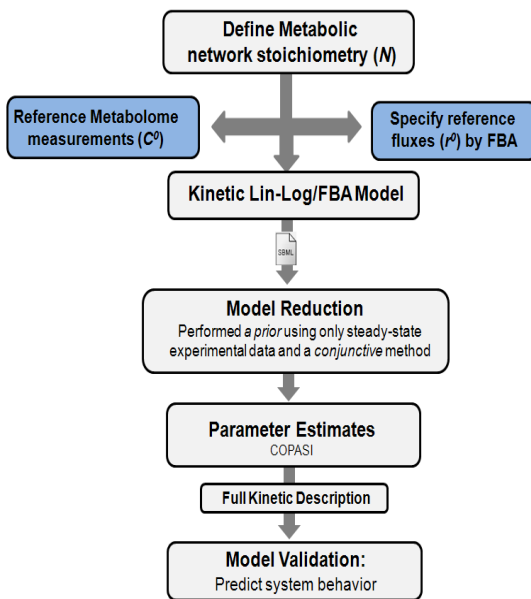 Define Metabolic
network stoichiometry (N)
Reference Metabolome
measurements (C⁰)
Specify reference
fluxes (r⁰) by FBA
Kinetic Lin-Log/FBA Model
SBML
Model Reduction
Performed a prior using only steady-state
experimental data and a conjunctive method
Parameter Estimates
COPASI
Full Kinetic Description
Model Validation:
Predict system behavior